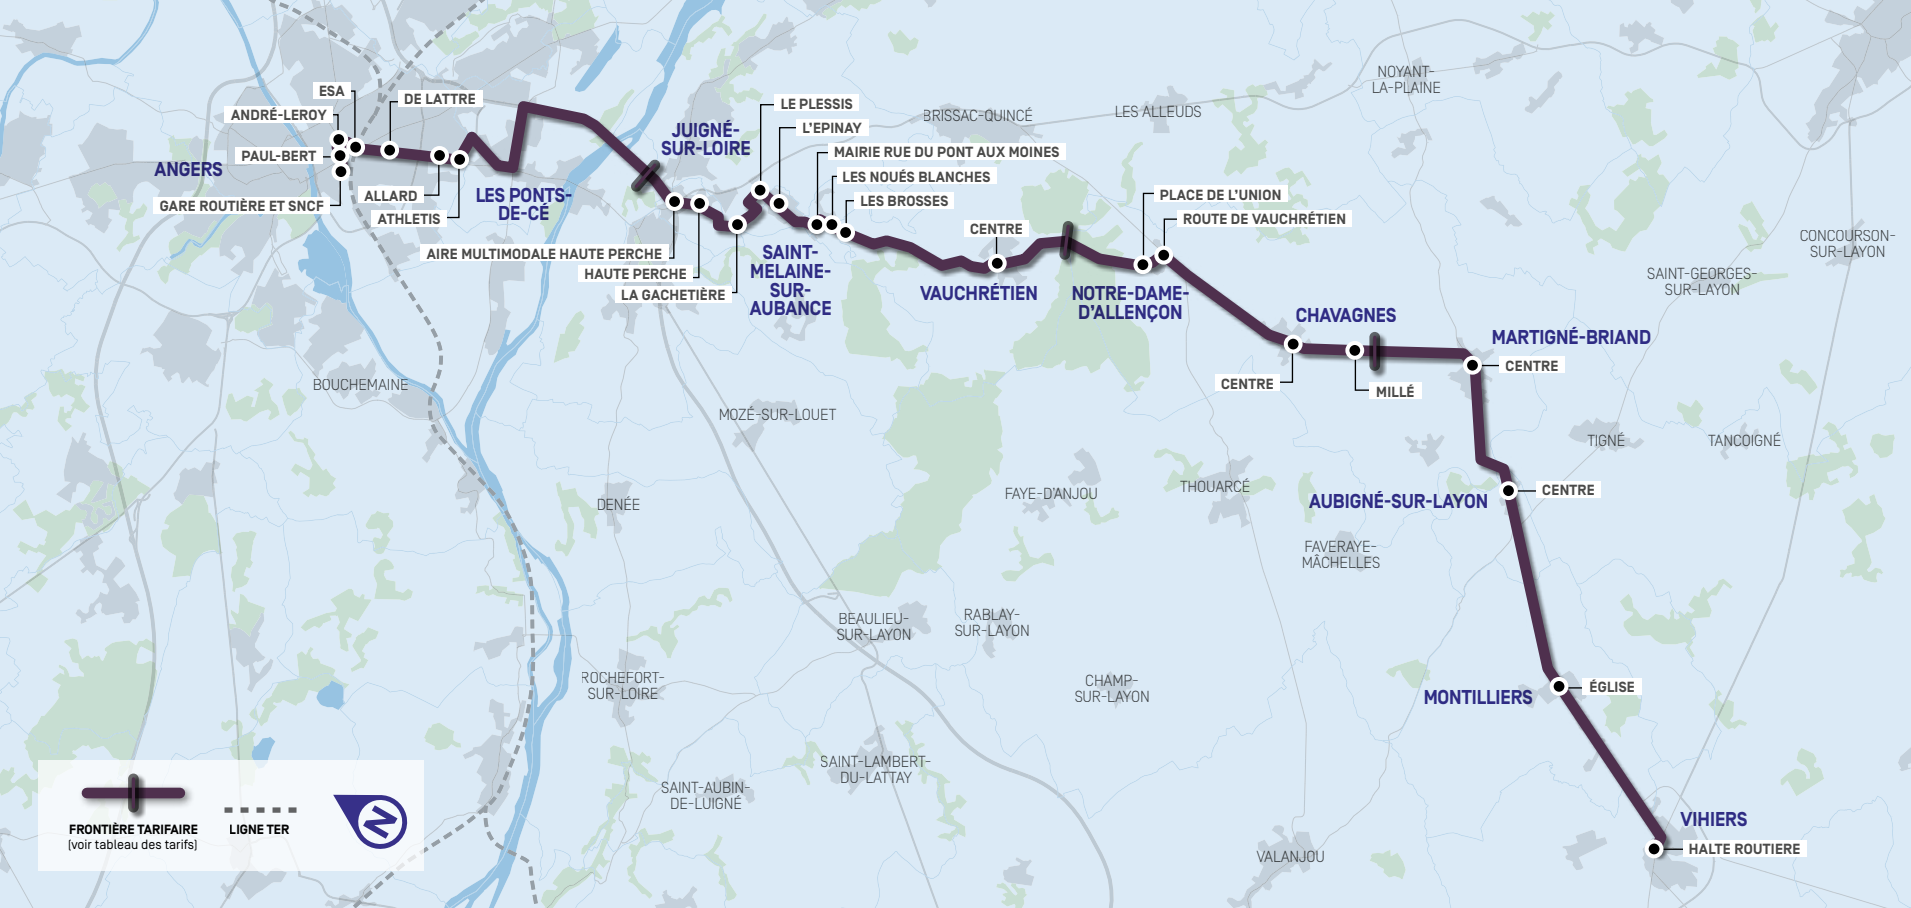 ESA
ANDRÉ-LEROY
DE LATTRE
PAUL-BERT
ANGERS
GARE ROUTIÈRE ET SNCF
ALLARD
ATHLETIS
LES PONTS-
DE-CÉ
JUIGNÉ-
SUR-LOIRE
AIRE MULTIMODALE HAUTE PERCHE
HAUTE PERCHE
LA GACHETIÈRE
LE PLESSIS
L'EPINAY
MAIRIE RUE DU PONT AUX MOINES
LES NOUÉS BLANCHES
LES BROSSES
SAINT-
MELAINE-
SUR-
AUBANCE
BRISSAC-QUINCÉ
LES ALLEUDS
NOYANT-
LA-PLAINE
CENTRE
VAUCHRÉTIEN
PLACE DE L'UNION
ROUTE DE VAUCHRÉTIEN
NOTRE-DAME-
D'ALLENÇON
CONCOURSON-
SUR-LAYON
SAINT-GEORGES-
SUR-LAYON
CHAVAGNES
CENTRE
MILLÉ
MARTIGNÉ-BRIAND
CENTRE
BOUCHEMAINE
MOZÉ-SUR-LOUET
TIGNÉ
TANCOIGNÉ
DENÉE
FAYE-D'ANJOU
THOUARCÉ
AUBIGNÉ-SUR-LAYON
CENTRE
FAVERAYE-
MÂCHELLES
BEAULIEU-
SUR-LAYON
RABLAY-
SUR-LAYON
ROCHEFORT-
SUR-LOIRE
CHAMP-
SUR-LAYON
MONTILLIERS
ÉGLISE
SAINT-LAMBERT-
DU-LATTAY
SAINT-AUBIN-
DE-LUIGNÉ
VALANJOU
VIHIERS
HALTE ROUTIERE
FRONTIÈRE TARIFAIRE
(voir tableau des tarifs)
LIGNE TER
N